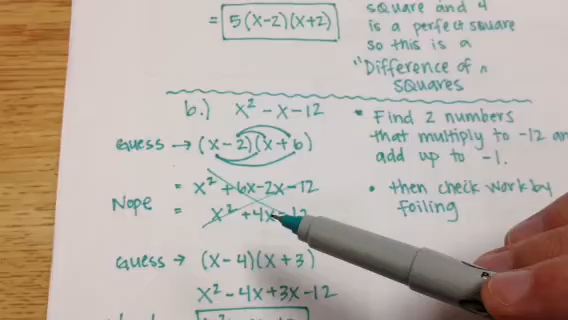 square and 4
= 5(x-2)(x+2)
is a perfect square
so this is a
"Difference of
squares
b.) x² - x - 12
Guess → (x - 2)(x + 6)
= x² + 6x - 2x - 12
Nope = x² + 4x - 12
• Find 2 numbers
that multiply to -12 an
add up to -1.
• then check work by
foiling
Guess → (x - 4)(x + 3)
x² - 4x + 3x - 12